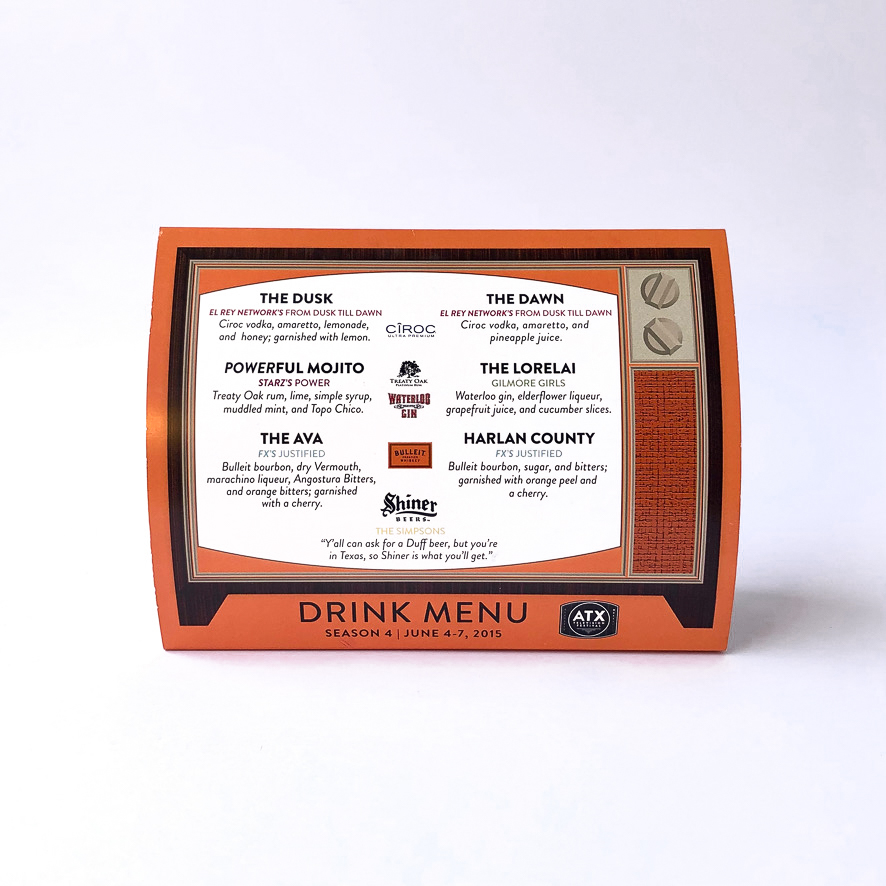 THE DUSK
EL REY NETWORK'S FROM DUSK TILL DAWN
Ciroc vodka, amaretto, lemonade,
and honey; garnished with lemon.
CÎROC
ULTRA PREMIUM
THE DAWN
EL REY NETWORK'S FROM DUSK TILL DAWN
Ciroc vodka, amaretto, and
pineapple juice.
POWERFUL MOJITO
STARZ'S POWER
Treaty Oak rum, lime, simple syrup,
muddled mint, and Topo Chico.
TREATY OAK
WATERLOO
GIN
THE LORELAI
GILMORE GIRLS
Waterloo gin, elderflower liqueur,
grapefruit juice, and cucumber slices.
THE AVA
FX'S JUSTIFIED
Bulleit bourbon, dry Vermouth,
marachino liqueur, Angostura Bitters,
and orange bitters; garnished
with a cherry.
BULLEIT
HARLAN COUNTY
FX'S JUSTIFIED
Bulleit bourbon, sugar, and bitters;
garnished with orange peel and
a cherry.
Shiner
BEERS
THE SIMPSONS
"Y'all can ask for a Duff beer, but you're
in Texas, so Shiner is what you'll get."
DRINK MENU
SEASON 4 | JUNE 4-7, 2015
ATX
TELEVISION
FESTIVAL